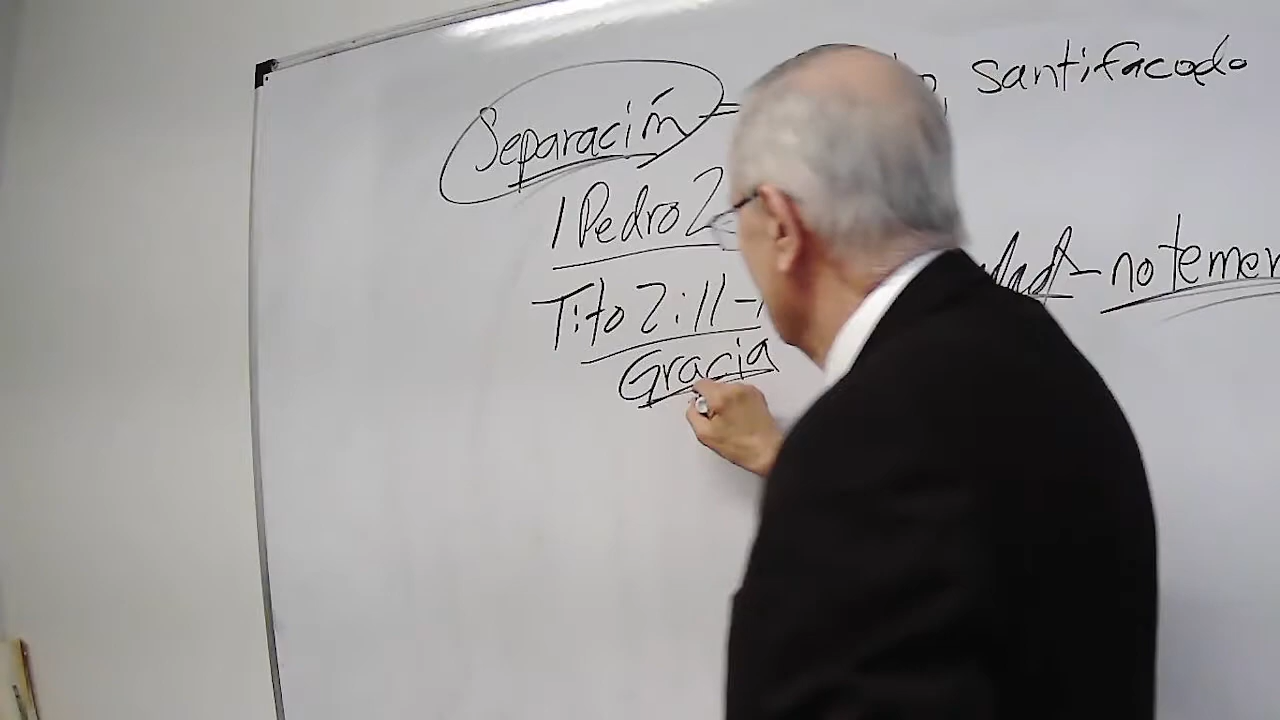 Separación = santifacado
1 Pedro 2
Tito 2:11-
no temer
Gracia